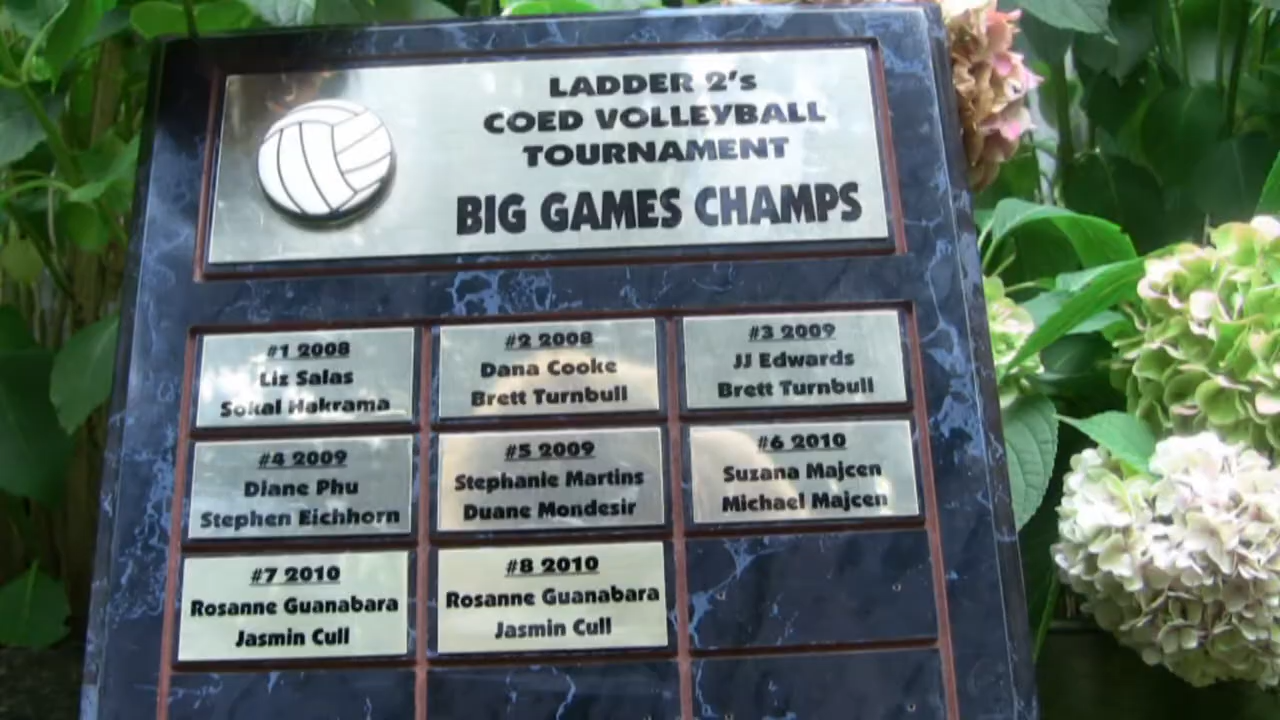 LADDER 2's
COED VOLLEYBALL
TOURNAMENT
BIG GAMES CHAMPS
#1 2008
Liz Salas
Sokal Hakrama
#2 2008
Dana Cooke
Brett Turnbull
#3 2009
JJ Edwards
Brett Turnbull
#4 2009
Diane Phu
Stephen Eichhorn
#5 2009
Stephanie Martins
Duane Mondesir
#6 2010
Suzana Majcen
Michael Majcen
#7 2010
Rosanne Guanabara
Jasmin Cull
#8 2010
Rosanne Guanabara
Jasmin Cull